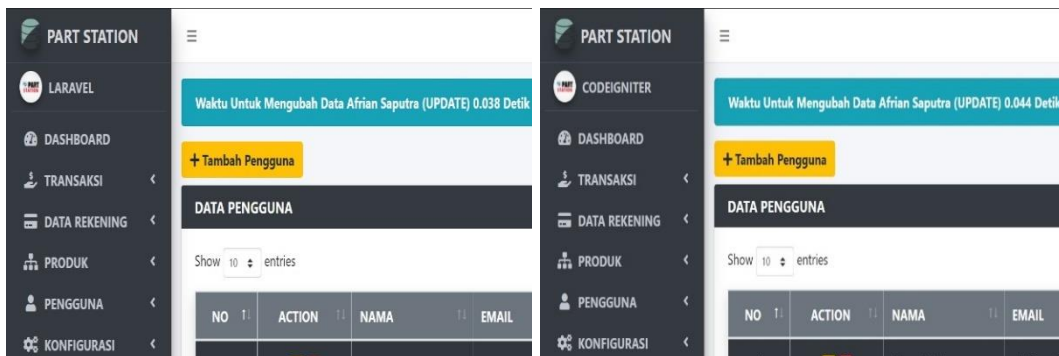 PART STATION
LARAVEL
Waktu Untuk Mengubah Data Afrian Saputra (UPDATE) 0.038 Detik
DASHBOARD
+ Tambah Pengguna
TRANSAKSI
DATA PENGGUNA
DATA REKENING
Show 10 entries
PRODUK
PENGGUNA
NO ACTION NAMA EMAIL
KONFIGURASI
PART STATION
CODEIGNITER
Waktu Untuk Mengubah Data Afrian Saputra (UPDATE) 0.044 Detik
DASHBOARD
+ Tambah Pengguna
TRANSAKSI
DATA PENGGUNA
DATA REKENING
Show 10 entries
PRODUK
PENGGUNA
NO ACTION NAMA EMAIL
KONFIGURASI